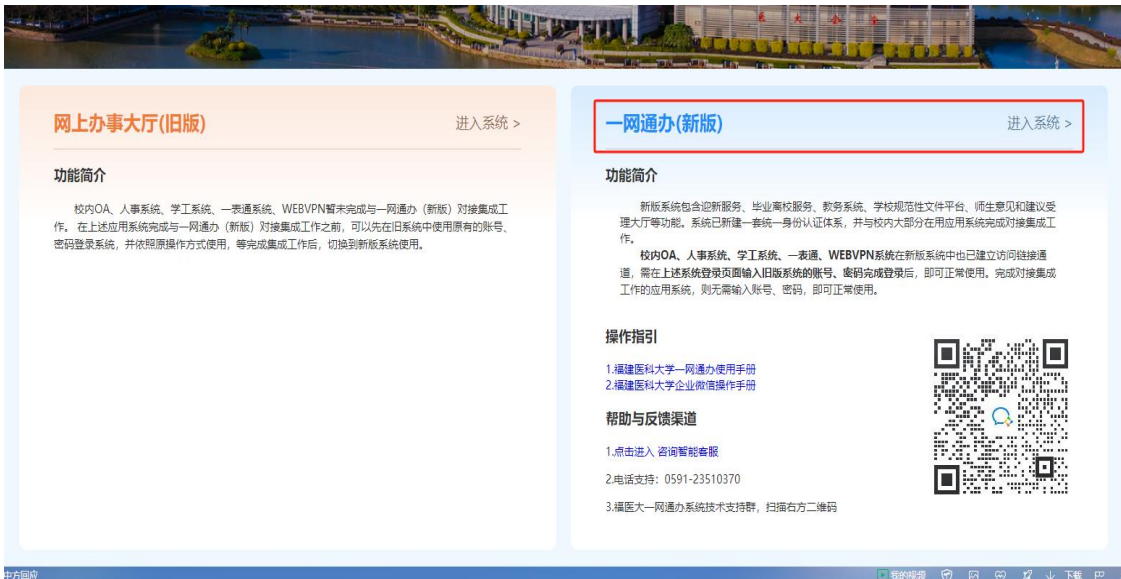 医大会堂
网上办事大厅(旧版)
进入系统 >
功能简介
校内OA、人事系统、学工系统、一表通系统、WEBVPN暂未完成与一网通办（新版）对接集成工
作。 在上述应用系统完成与一网通办（新版）对接集成工作之前，可以先在旧系统中使用原有的账号、
密码登录系统，并依照原操作方式使用，等完成集成工作后，切换到新版系统使用。
一网通办(新版)
进入系统 >
功能简介
新版系统包含迎新服务、毕业离校服务、教务系统、学校规范性文件平台、师生意见和建议受
理大厅等功能。系统已新建一套统一身份认证体系，并与校内大部分在用应用系统完成对接集成工
作。
校内OA、人事系统、学工系统、一表通、WEBVPN系统在新版系统中也已建立访问链接通
道，需在上述系统登录页面输入旧版系统的账号、密码完成登录后，即可正常使用。完成对接集成
工作的应用系统，则无需输入账号、密码，即可正常使用。
操作指引
1.福建医科大学一网通办使用手册
2.福建医科大学企业微信操作手册
帮助与反馈渠道
1.点击进入 咨询智能客服
2.电话支持：0591-23510370
3.福医大一网通办系统技术支持群，扫描右方二维码
中方回应
我的视频
下载